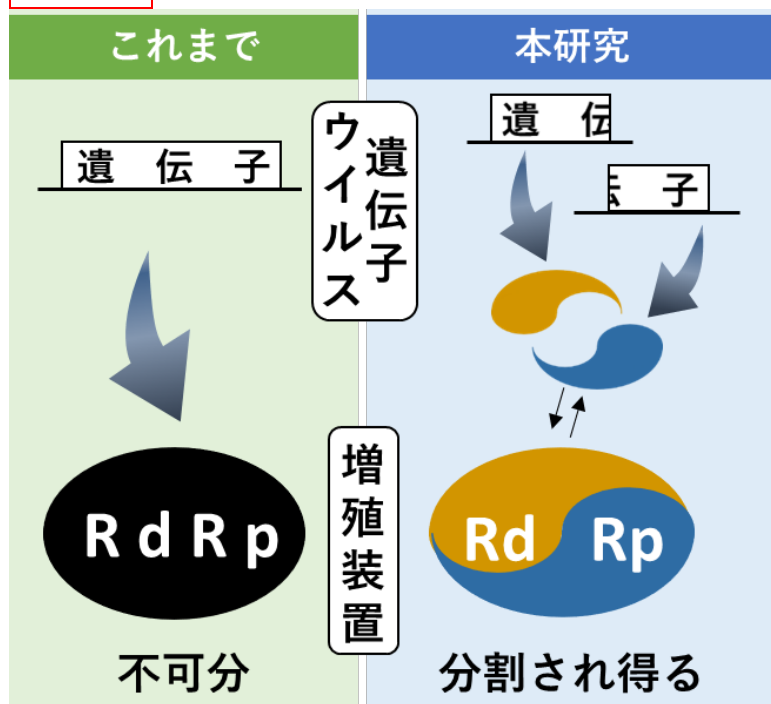 これまで
本研究
遺 伝 子
ウイルス
遺伝子
遺 伝
伝 子
RdRp
増殖装置
Rd Rp
不可分
分割され得る